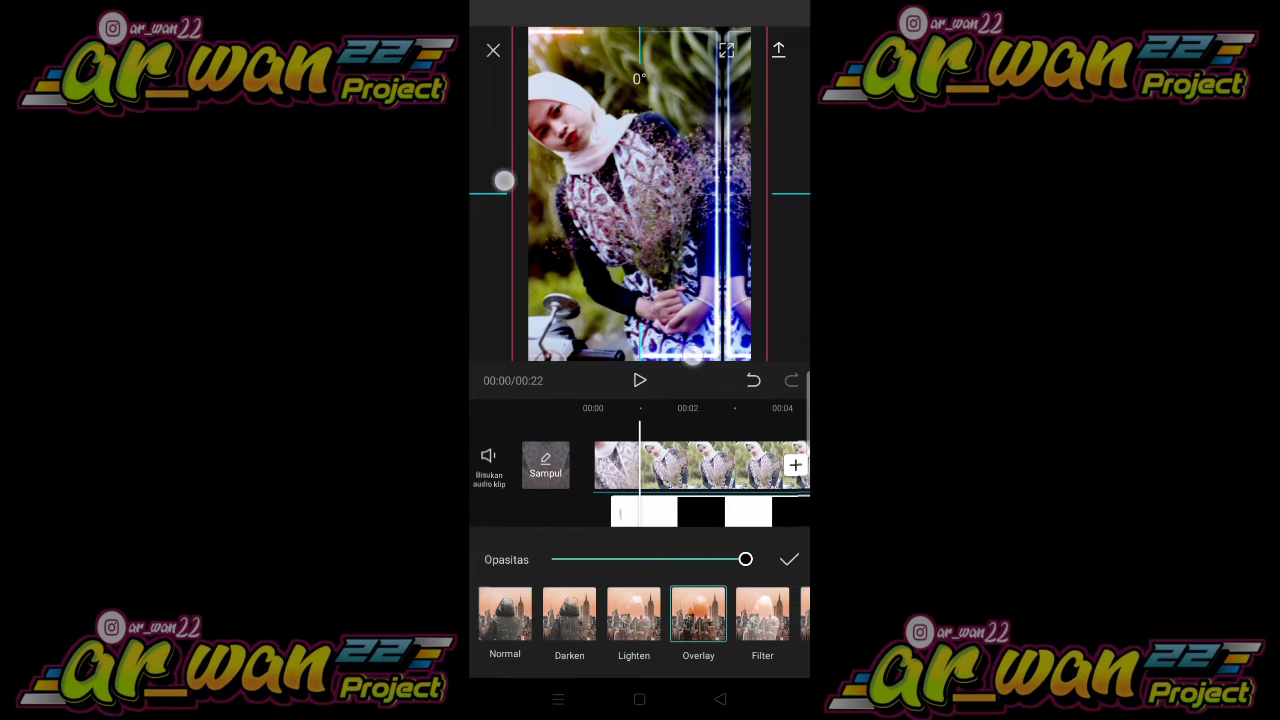 ar_wan22
ar_wan 22
Project
ar_wan22
ar_wan 22
Project
0°
00:00/00:22
00:00
00:02
00:04
Bisukan
audio klip
Sampul
Opasitas
Normal
Darken
Lighten
Overlay
Filter
ar_wan22
ar_wan 22
Project
ar_wan22
ar_wan 22
Project